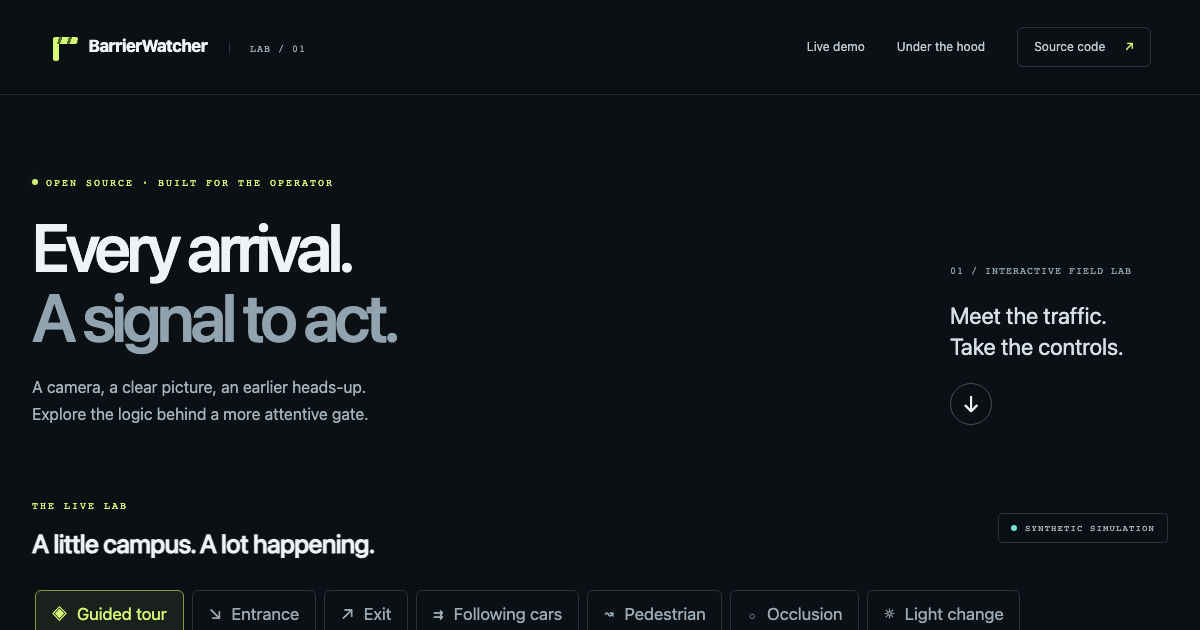 BarrierWatcher
LAB / 01
Live demo
Under the hood
Source code ↗
OPEN SOURCE · BUILT FOR THE OPERATOR
Every arrival.
A signal to act.
A camera, a clear picture, an earlier heads-up.
Explore the logic behind a more attentive gate.
01 / INTERACTIVE FIELD LAB
Meet the traffic.
Take the controls.
THE LIVE LAB
A little campus. A lot happening.
SYNTHETIC SIMULATION
Guided tour
Entrance
Exit
Following cars
Pedestrian
Occlusion
Light change